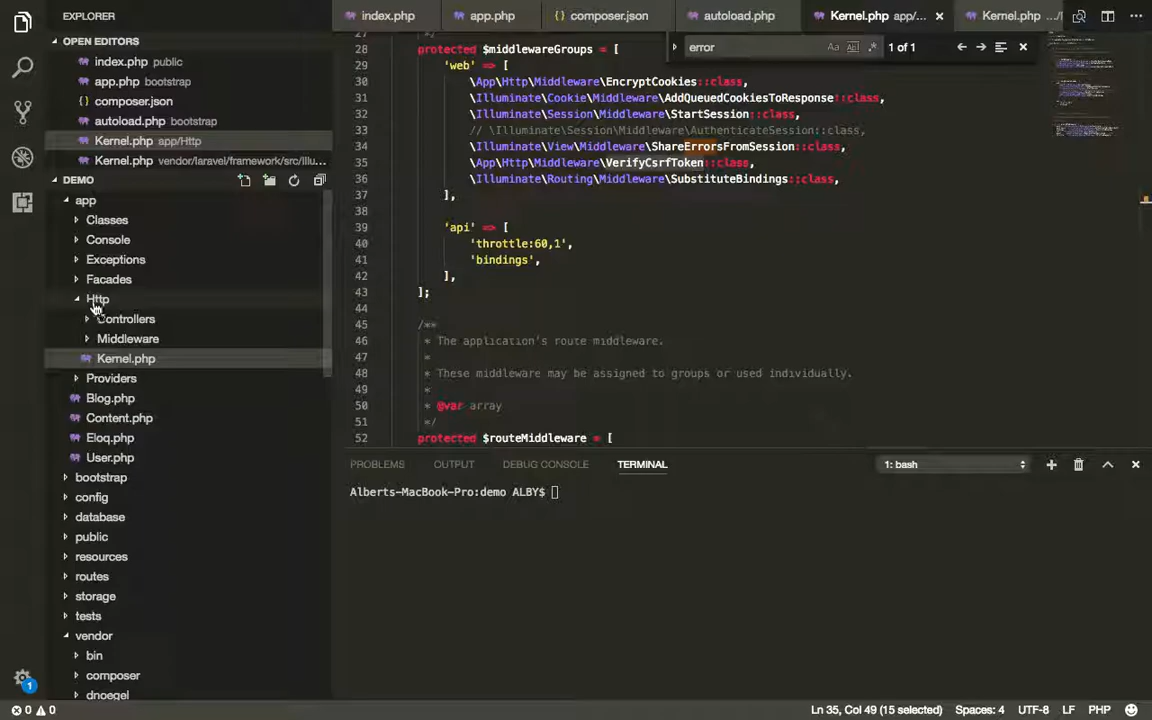 EXPLORER
OPEN EDITORS
index.php public
app.php bootstrap
composer.json
autoload.php bootstrap
Kernel.php app/Http
Kernel.php vendor/laravel/framework/src/Illu...
DEMO
app
Classes
Console
Exceptions
Facades
Http
Controllers
Middleware
Kernel.php
Providers
Blog.php
Content.php
Eloq.php
User.php
bootstrap
config
database
public
resources
routes
storage
tests
vendor
bin
composer
dnoegel
index.php
app.php
composer.json
autoload.php
Kernel.php app/...
Kernel.php .../
error
Aa
Abl
.*
1 of 1
27 */
28 protected $middlewareGroups = [
29 'web' => [
30 \App\Http\Middleware\EncryptCookies::class,
31 \Illuminate\Cookie\Middleware\AddQueuedCookiesToResponse::class,
32 \Illuminate\Session\Middleware\StartSession::class,
33 // \Illuminate\Session\Middleware\AuthenticateSession::class,
34 \Illuminate\View\Middleware\ShareErrorsFromSession::class,
35 \App\Http\Middleware\VerifyCsrfToken::class,
36 \Illuminate\Routing\Middleware\SubstituteBindings::class,
37 ],
38
39 'api' => [
40 'throttle:60,1',
41 'bindings',
42 ],
43 ];
44
45 /**
46 * The application's route middleware.
47 *
48 * These middleware may be assigned to groups or used individually.
49 *
50 * @var array
51 */
52 protected $routeMiddleware = [
PROBLEMS
OUTPUT
DEBUG CONSOLE
TERMINAL
1: bash
Alberts-MacBook-Pro:demo ALBY$
1
0 0
Ln 35, Col 49 (15 selected)
Spaces: 4
UTF-8
LF
PHP